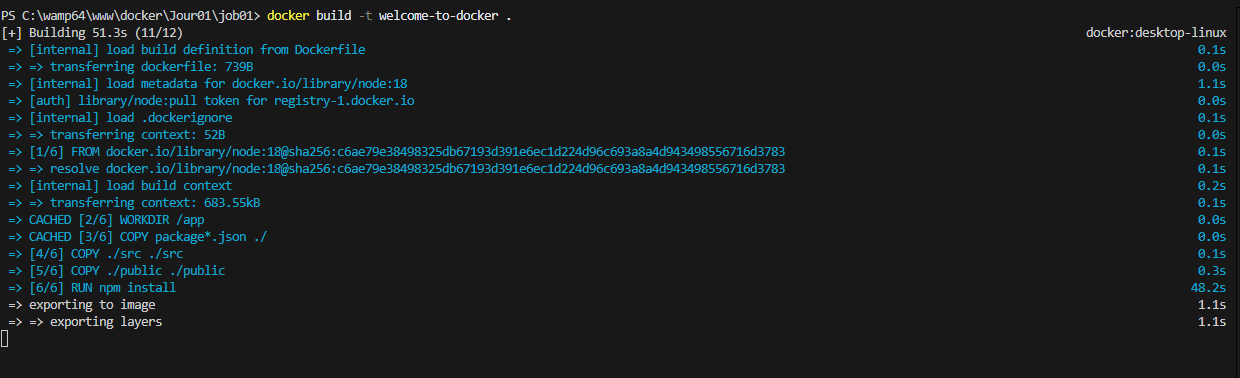 PS C:\wamp64\www\docker\Jour01\job01> docker build -t welcome-to-docker .
[+] Building 51.3s (11/12) docker:desktop-linux
=> [internal] load build definition from Dockerfile 0.1s
=> => transferring dockerfile: 739B 0.0s
=> [internal] load metadata for docker.io/library/node:18 1.1s
=> [auth] library/node:pull token for registry-1.docker.io 0.0s
=> [internal] load .dockerignore 0.1s
=> => transferring context: 52B 0.0s
=> [1/6] FROM docker.io/library/node:18@sha256:c6ae79e38498325db67193d391e6ec1d224d96c693a8a4d943498556716d3783 0.1s
=> => resolve docker.io/library/node:18@sha256:c6ae79e38498325db67193d391e6ec1d224d96c693a8a4d943498556716d3783 0.1s
=> [internal] load build context 0.2s
=> => transferring context: 683.55kB 0.1s
=> CACHED [2/6] WORKDIR /app 0.0s
=> CACHED [3/6] COPY package*.json ./ 0.0s
=> [4/6] COPY ./src ./src 0.1s
=> [5/6] COPY ./public ./public 0.3s
=> [6/6] RUN npm install 48.2s
=> exporting to image 1.1s
=> => exporting layers 1.1s